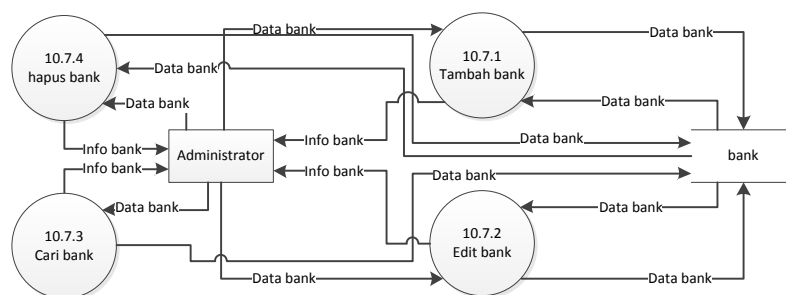 Data bank
Data bank
10.7.4
hapus bank
10.7.1
Tambah bank
Data bank
Data bank
Data bank
Info bank
Data bank
Info bank
Administrator
bank
Info bank
Info bank
Data bank
Data bank
Data bank
10.7.3
Cari bank
10.7.2
Edit bank
Data bank
Data bank